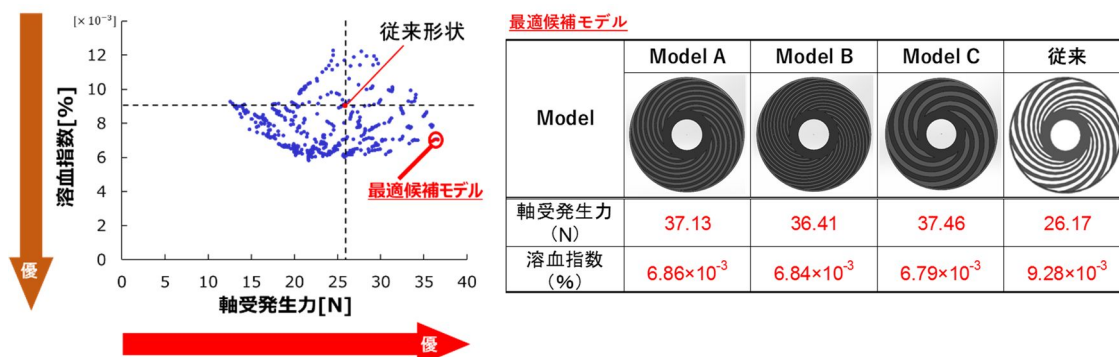 [×10⁻³]
14
12
10
8
6
4
2
0
溶血指数[%]
0 5 10 15 20 25 30 35 40
軸受発生力[N]
従来形状
最適候補モデル
優
優
最適候補モデル
Model Model A Model B Model C 従来
軸受発生力(N) 37.13 36.41 37.46 26.17
溶血指数(%) 6.86×10⁻³ 6.84×10⁻³ 6.79×10⁻³ 9.28×10⁻³